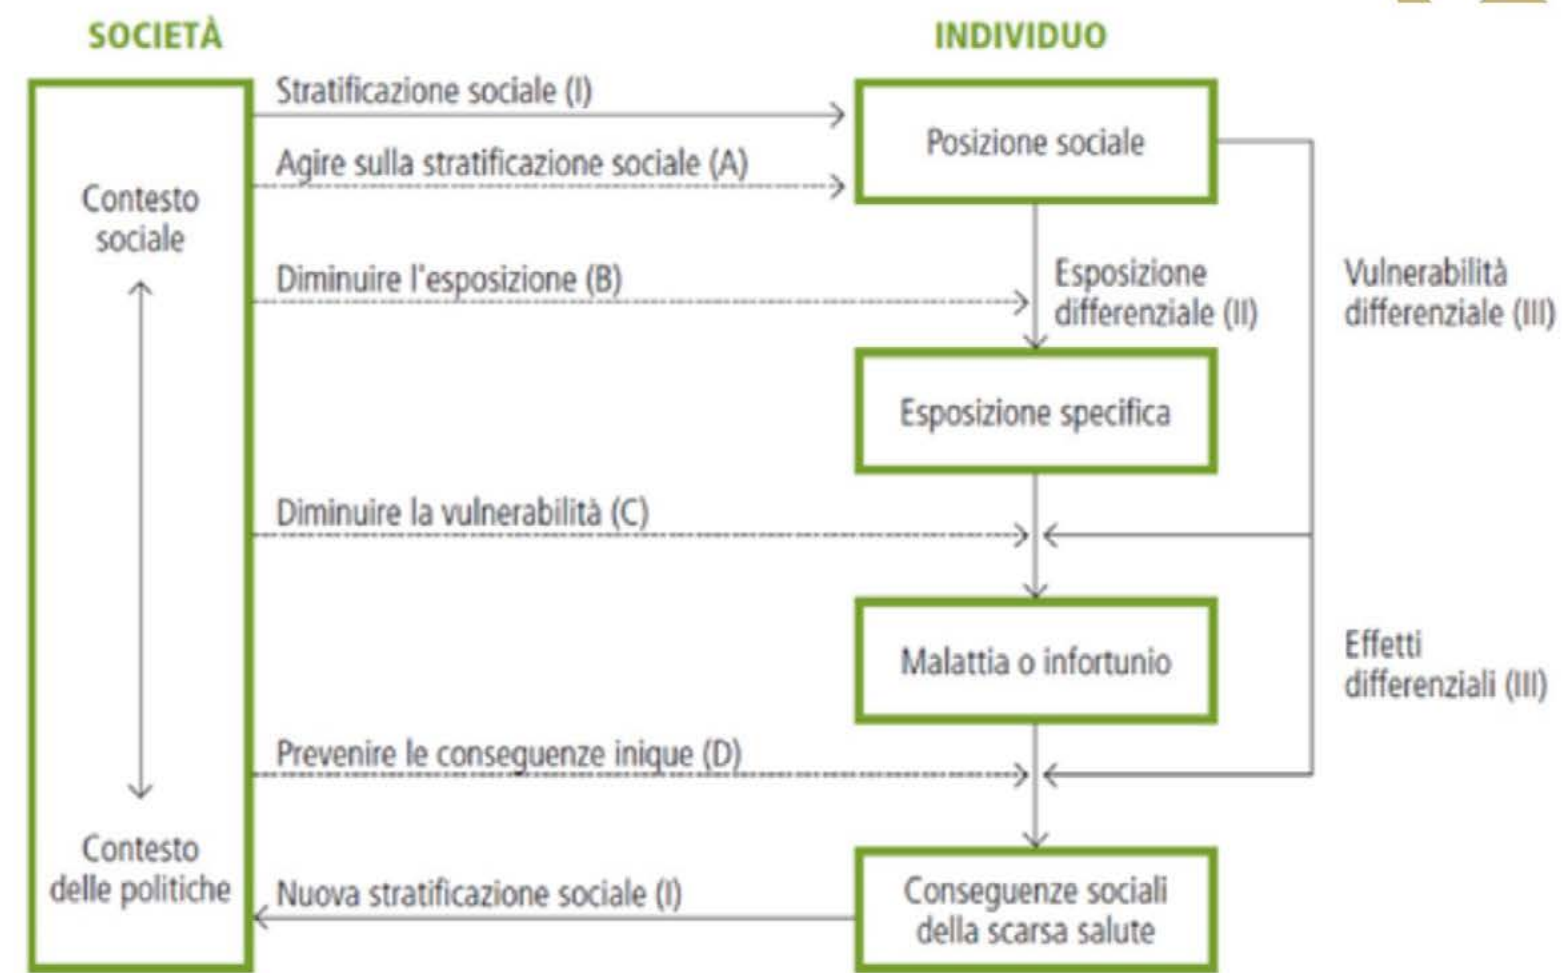 SOCIETÀ
INDIVIDUO
Stratificazione sociale (I)
Posizione sociale
Agire sulla stratificazione sociale (A)
Contesto
sociale
Diminuire l'esposizione (B)
Esposizione
differenziale (II)
Vulnerabilità
differenziale (III)
Esposizione specifica
Diminuire la vulnerabilità (C)
Malattia o infortunio
Effetti
differenziali (III)
Prevenire le conseguenze inique (D)
Contesto
delle politiche
Nuova stratificazione sociale (I)
Conseguenze sociali
della scarsa salute